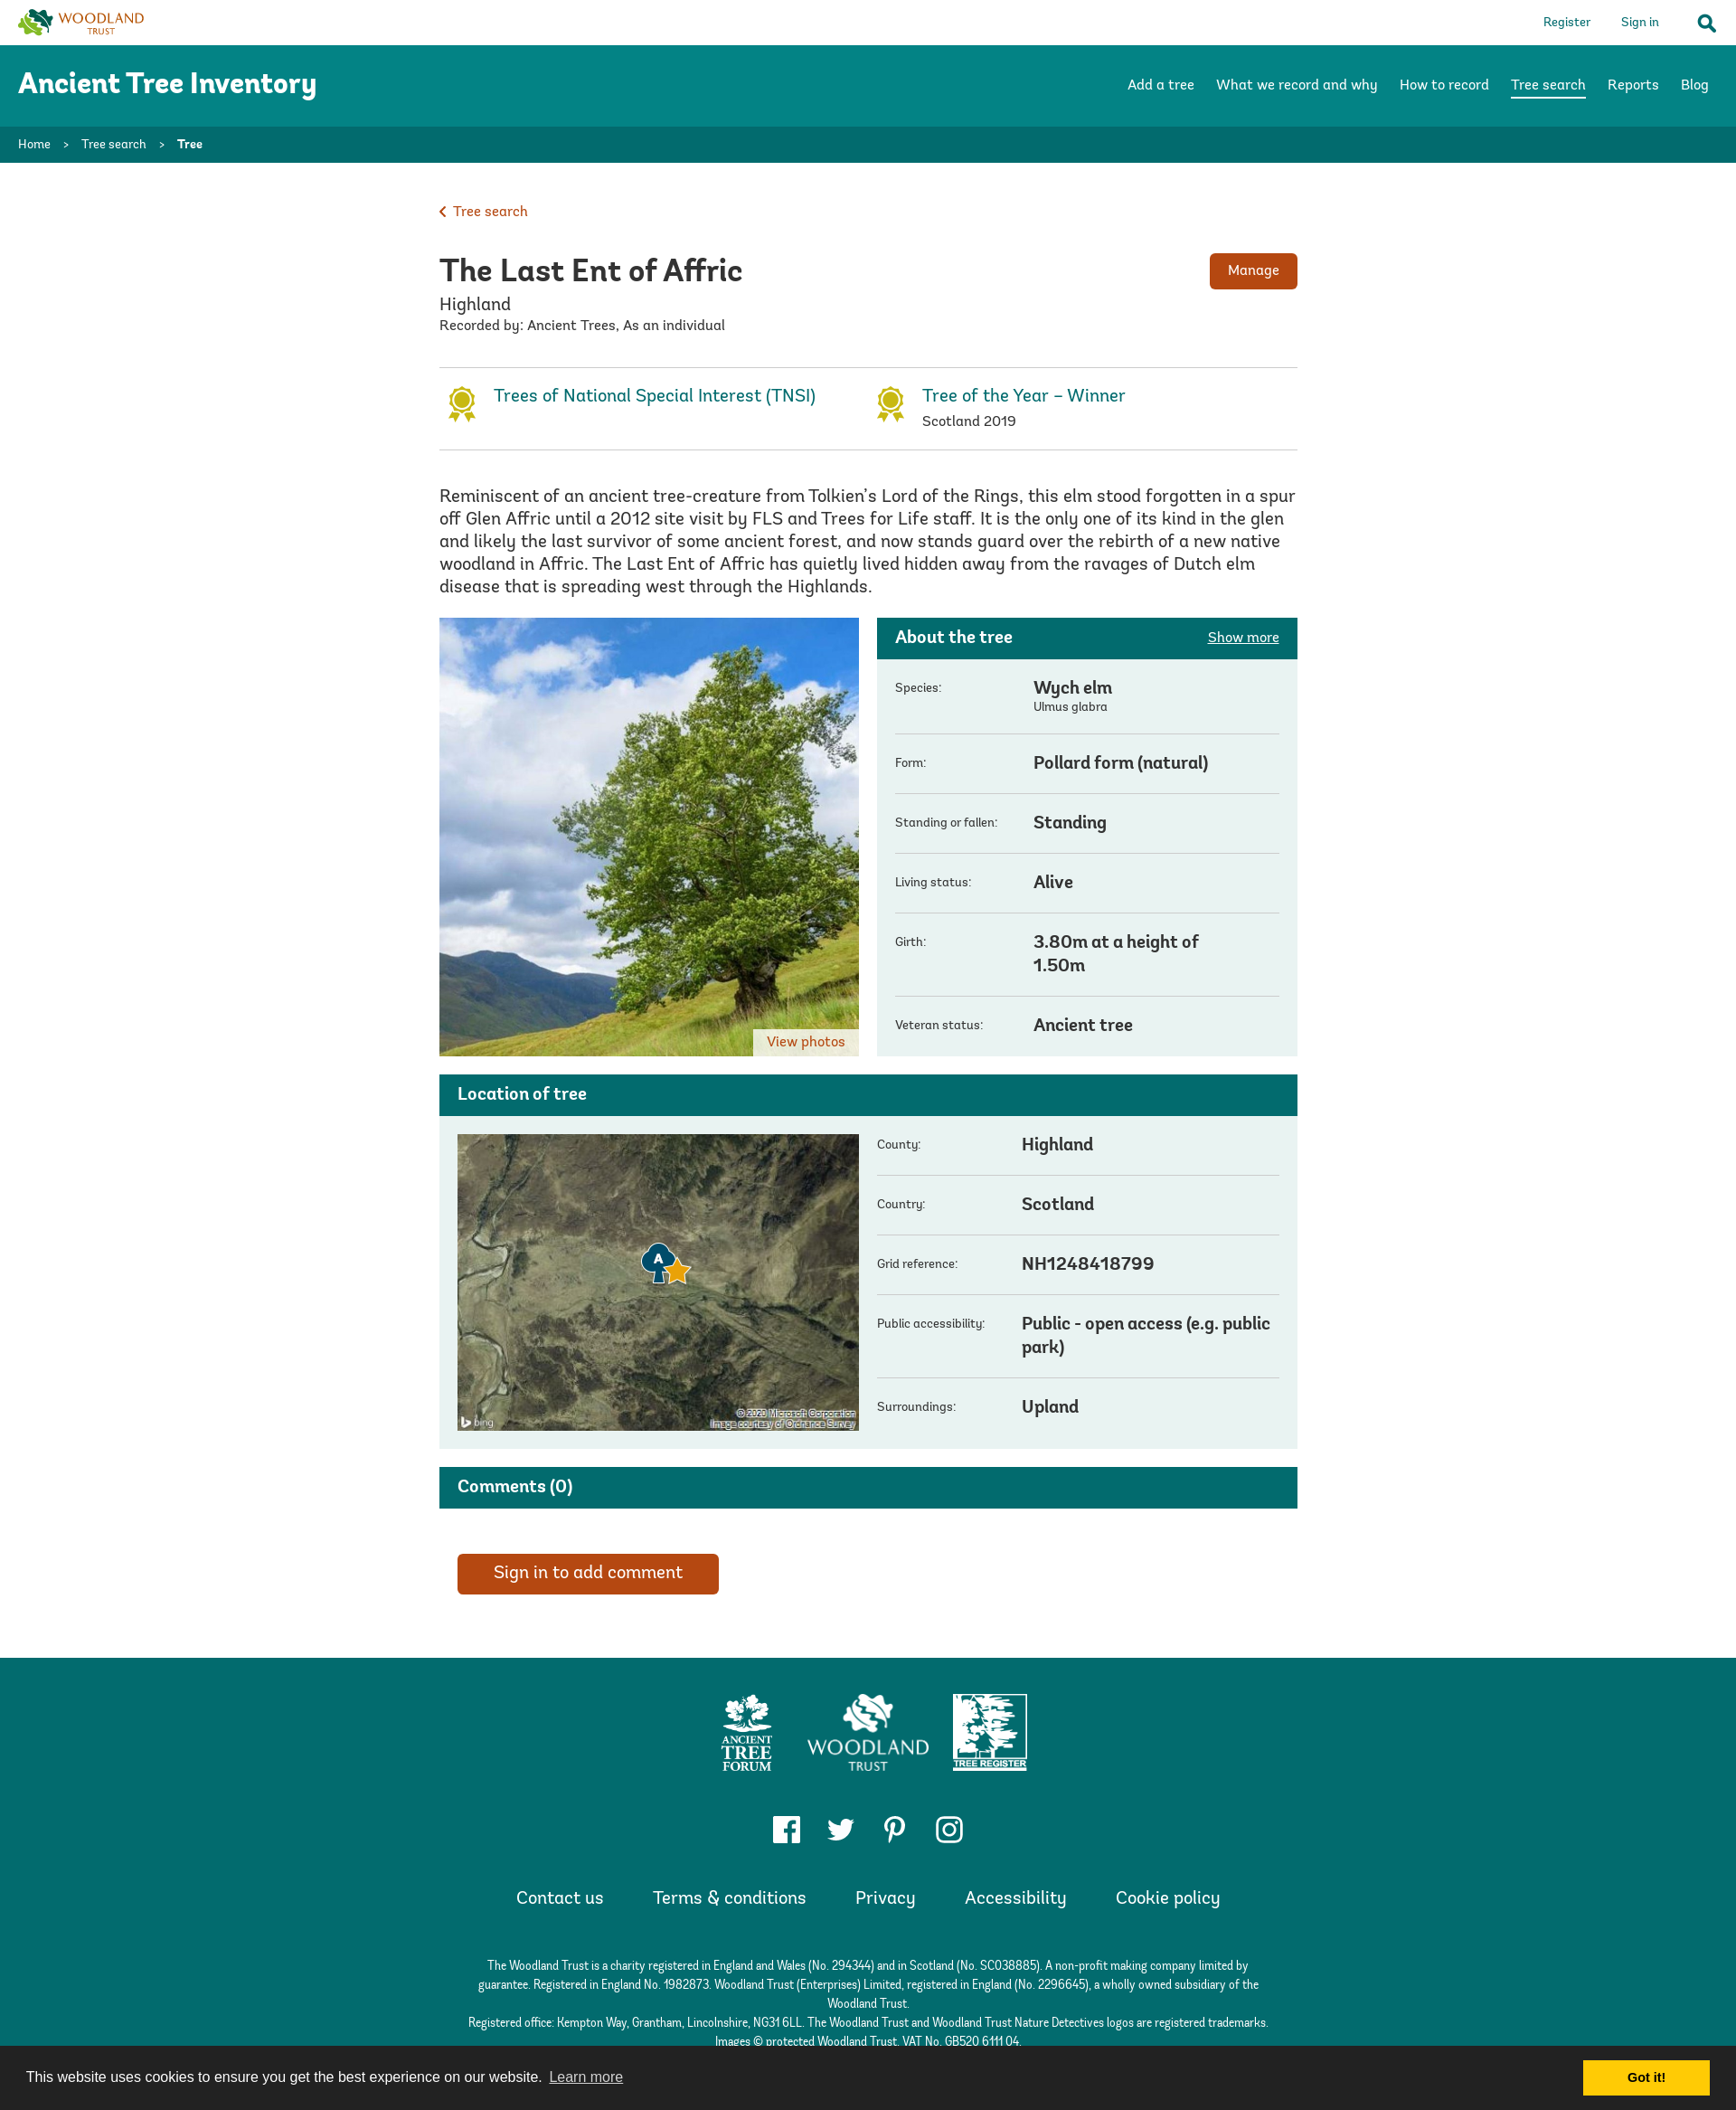 WOODLAND
TRUST
Register
Sign in
Ancient Tree Inventory
Add a tree
What we record and why
How to record
Tree search
Reports
Blog
Home > Tree search > Tree
Tree search
The Last Ent of Affric
Manage
Highland
Recorded by: Ancient Trees, As an individual
Trees of National Special Interest (TNSI)
Tree of the Year – Winner
Scotland 2019
Reminiscent of an ancient tree-creature from Tolkien’s Lord of the Rings, this elm stood forgotten in a spur
off Glen Affric until a 2012 site visit by FLS and Trees for Life staff. It is the only one of its kind in the glen
and likely the last survivor of some ancient forest, and now stands guard over the rebirth of a new native
woodland in Affric. The Last Ent of Affric has quietly lived hidden away from the ravages of Dutch elm
disease that is spreading west through the Highlands.
View photos
About the tree
Show more
Species:
Wych elm
Ulmus glabra
Form:
Pollard form (natural)
Standing or fallen:
Standing
Living status:
Alive
Girth:
3.80m at a height of
1.50m
Veteran status:
Ancient tree
Location of tree
A
bing
© 2020 Microsoft Corporation
Image courtesy of Ordnance Survey
County:
Highland
Country:
Scotland
Grid reference:
NH1248418799
Public accessibility:
Public - open access (e.g. public
park)
Surroundings:
Upland
Comments (0)
Sign in to add comment
ANCIENT
TREE
FORUM
WOODLAND
TRUST
TREE REGISTER
Contact us
Terms & conditions
Privacy
Accessibility
Cookie policy
The Woodland Trust is a charity registered in England and Wales (No. 294344) and in Scotland (No. SC038885). A non-profit making company limited by
guarantee. Registered in England No. 1982873. Woodland Trust (Enterprises) Limited, registered in England (No. 2296645), a wholly owned subsidiary of the
Woodland Trust.
Registered office: Kempton Way, Grantham, Lincolnshire, NG31 6LL. The Woodland Trust and Woodland Trust Nature Detectives logos are registered trademarks.
Images © protected Woodland Trust. VAT No. GB520 6111 04.
This website uses cookies to ensure you get the best experience on our website. Learn more
Got it!